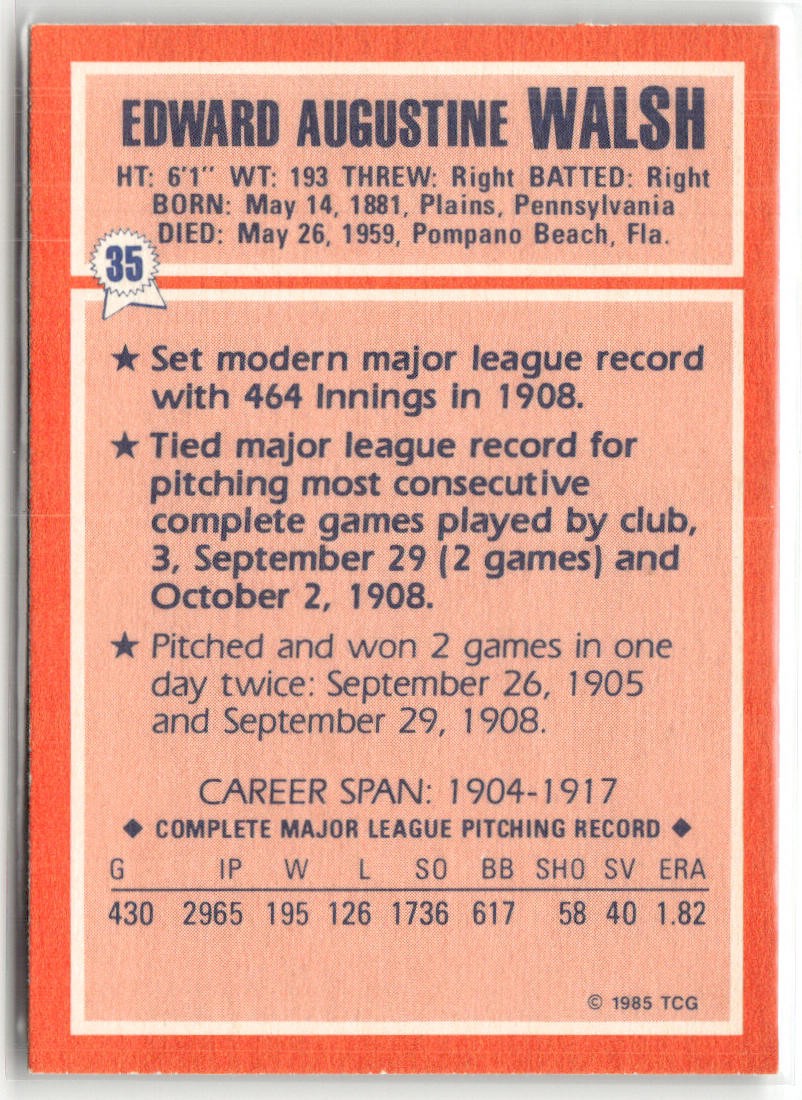 EDWARD AUGUSTINE WALSH
HT: 6'1" WT: 193 THREW: Right BATTED: Right
BORN: May 14, 1881, Plains, Pennsylvania
DIED: May 26, 1959, Pompano Beach, Fla.
35
★ Set modern major league record
with 464 Innings in 1908.
★ Tied major league record for
pitching most consecutive
complete games played by club,
3, September 29 (2 games) and
October 2, 1908.
★ Pitched and won 2 games in one
day twice: September 26, 1905
and September 29, 1908.
CAREER SPAN: 1904-1917
◆ COMPLETE MAJOR LEAGUE PITCHING RECORD ◆
G IP W L SO BB SHO SV ERA
430 2965 195 126 1736 617 58 40 1.82
© 1985 TCG